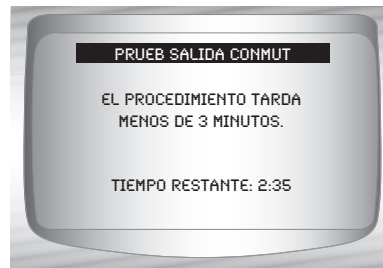 PRUEB SALIDA CONMUT
EL PROCEDIMIENTO TARDA
MENOS DE 3 MINUTOS.
TIEMPO RESTANTE: 2:35